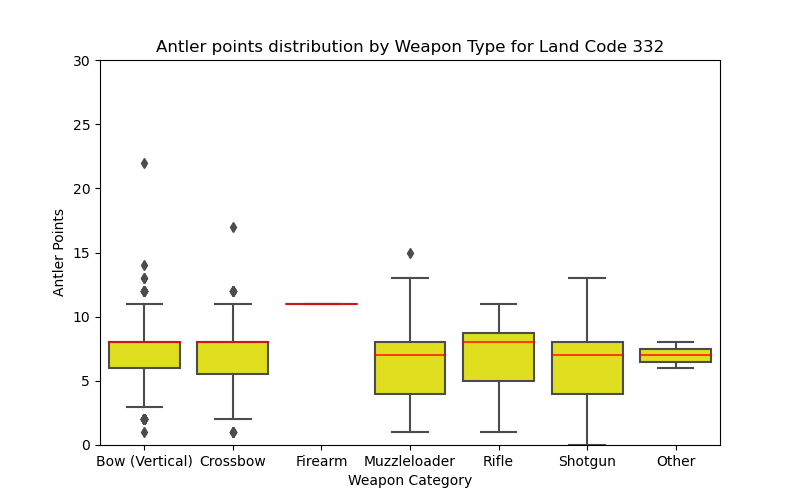 Antler points distribution by Weapon Type for Land Code 332
30
25
20
15
10
5
0
Antler Points
Bow (Vertical) Crossbow Firearm Muzzleloader Rifle Shotgun Other
Weapon Category